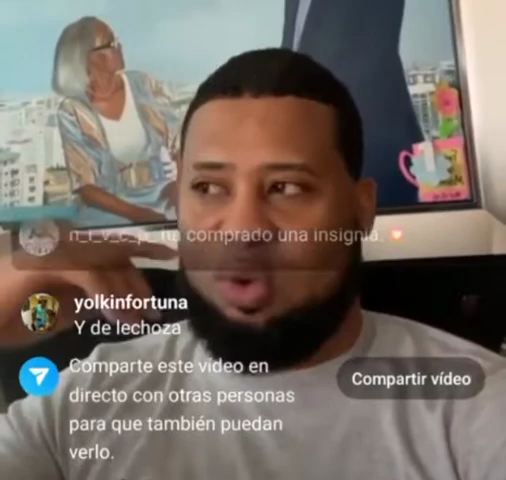 ha comprado una insignia.
yolkinfortuna
Y de lechoza
Comparte este vídeo en
directo con otras personas
para que también puedan
verlo.
Compartir vídeo